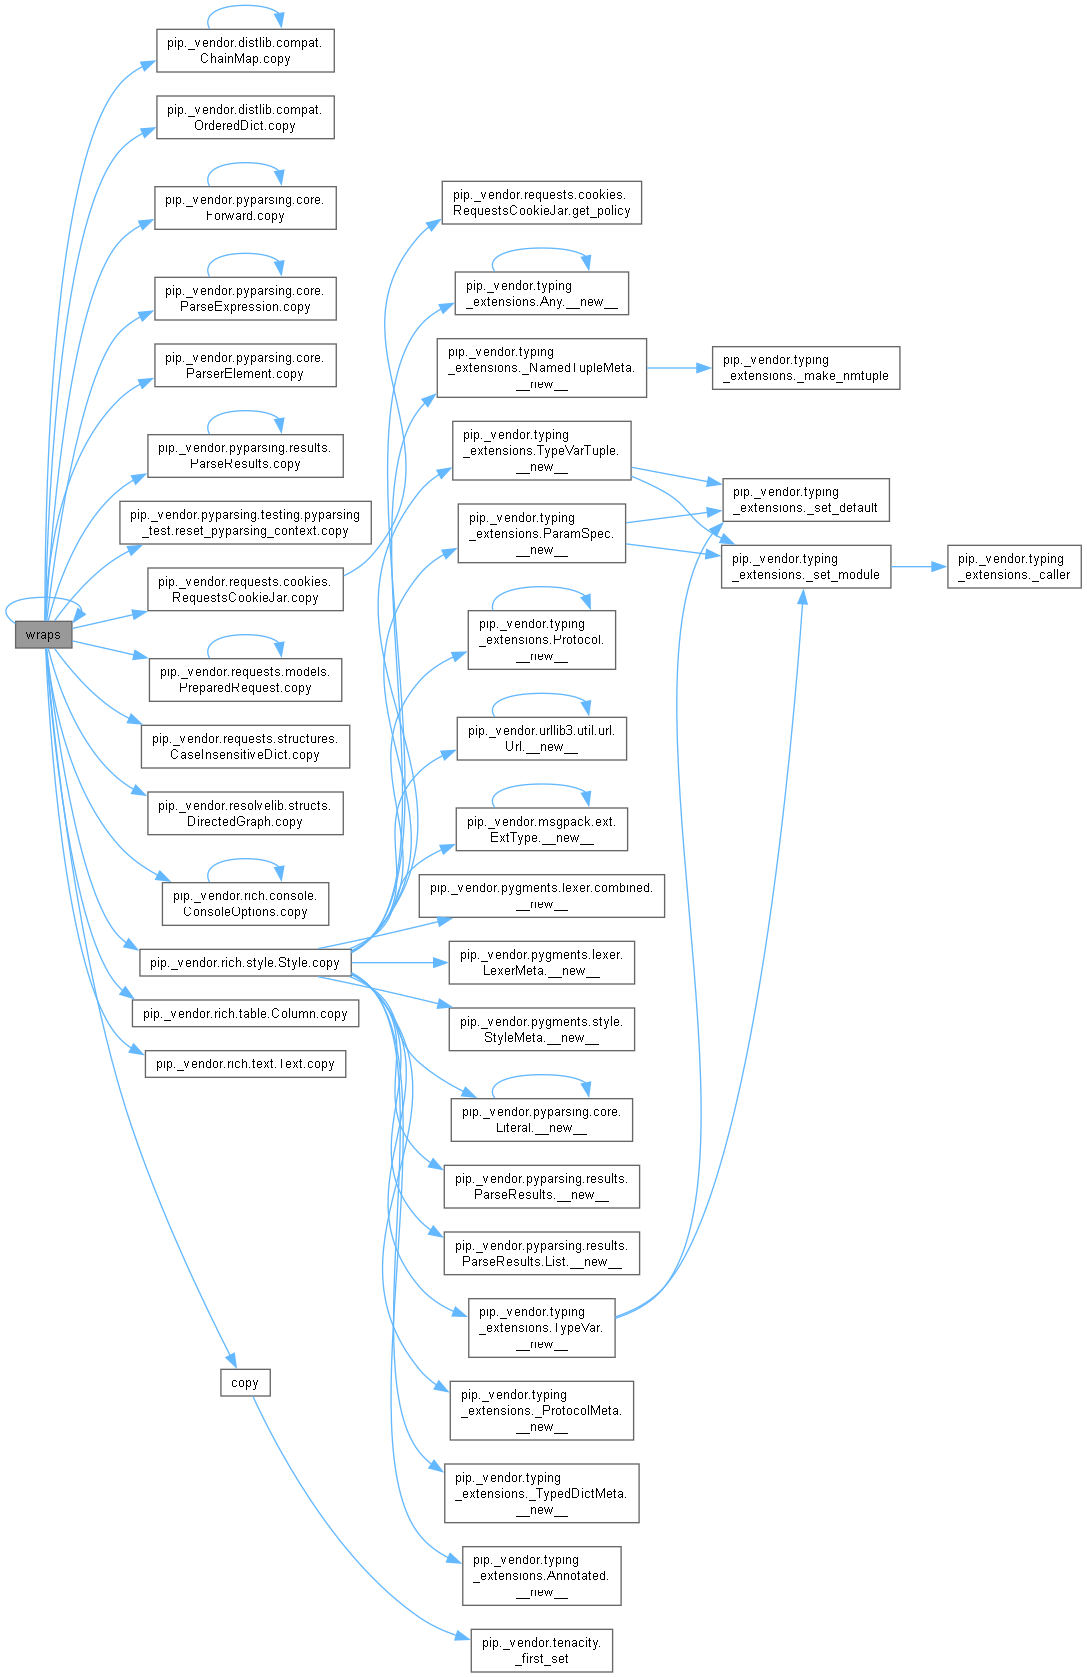 pip._vendor.distlib.compat.
ChainMap.copy
pip._vendor.distlib.compat.
OrderedDict.copy
pip._vendor.pyparsing.core.
Forward.copy
pip._vendor.pyparsing.core.
ParseExpression.copy
pip._vendor.pyparsing.core.
ParserElement.copy
pip._vendor.pyparsing.results.
ParseResults.copy
pip._vendor.pyparsing.testing.pyparsing
_test.reset_pyparsing_context.copy
pip._vendor.requests.cookies.
RequestsCookieJar.copy
wraps
pip._vendor.requests.models.
PreparedRequest.copy
pip._vendor.requests.structures.
CaseInsensitiveDict.copy
pip._vendor.resolvelib.structs.
DirectedGraph.copy
pip._vendor.rich.console.
ConsoleOptions.copy
pip._vendor.rich.style.Style.copy
pip._vendor.rich.table.Column.copy
pip._vendor.rich.text.Text.copy
copy
pip._vendor.requests.cookies.
RequestsCookieJar.get_policy
pip._vendor.typing
_extensions.Any.__new__
pip._vendor.typing
_extensions._NamedTupleMeta.
__new__
pip._vendor.typing
_extensions.TypeVarTuple.
__new__
pip._vendor.typing
_extensions.ParamSpec.
__new__
pip._vendor.typing
_extensions.Protocol.
__new__
pip._vendor.urllib3.util.url.
Url.__new__
pip._vendor.msgpack.ext.
ExtType.__new__
pip._vendor.pygments.lexer.combined.
__new__
pip._vendor.pygments.lexer.
LexerMeta.__new__
pip._vendor.pygments.style.
StyleMeta.__new__
pip._vendor.pyparsing.core.
Literal.__new__
pip._vendor.pyparsing.results.
ParseResults.__new__
pip._vendor.pyparsing.results.
ParseResults.List.__new__
pip._vendor.typing
_extensions.TypeVar.
__new__
pip._vendor.typing
_extensions._ProtocolMeta.
__new__
pip._vendor.typing
_extensions._TypedDictMeta.
__new__
pip._vendor.typing
_extensions.Annotated.
__new__
pip._vendor.tenacity.
_first_set
pip._vendor.typing
_extensions._make_nmtuple
pip._vendor.typing
_extensions._set_default
pip._vendor.typing
_extensions._set_module
pip._vendor.typing
_extensions._caller